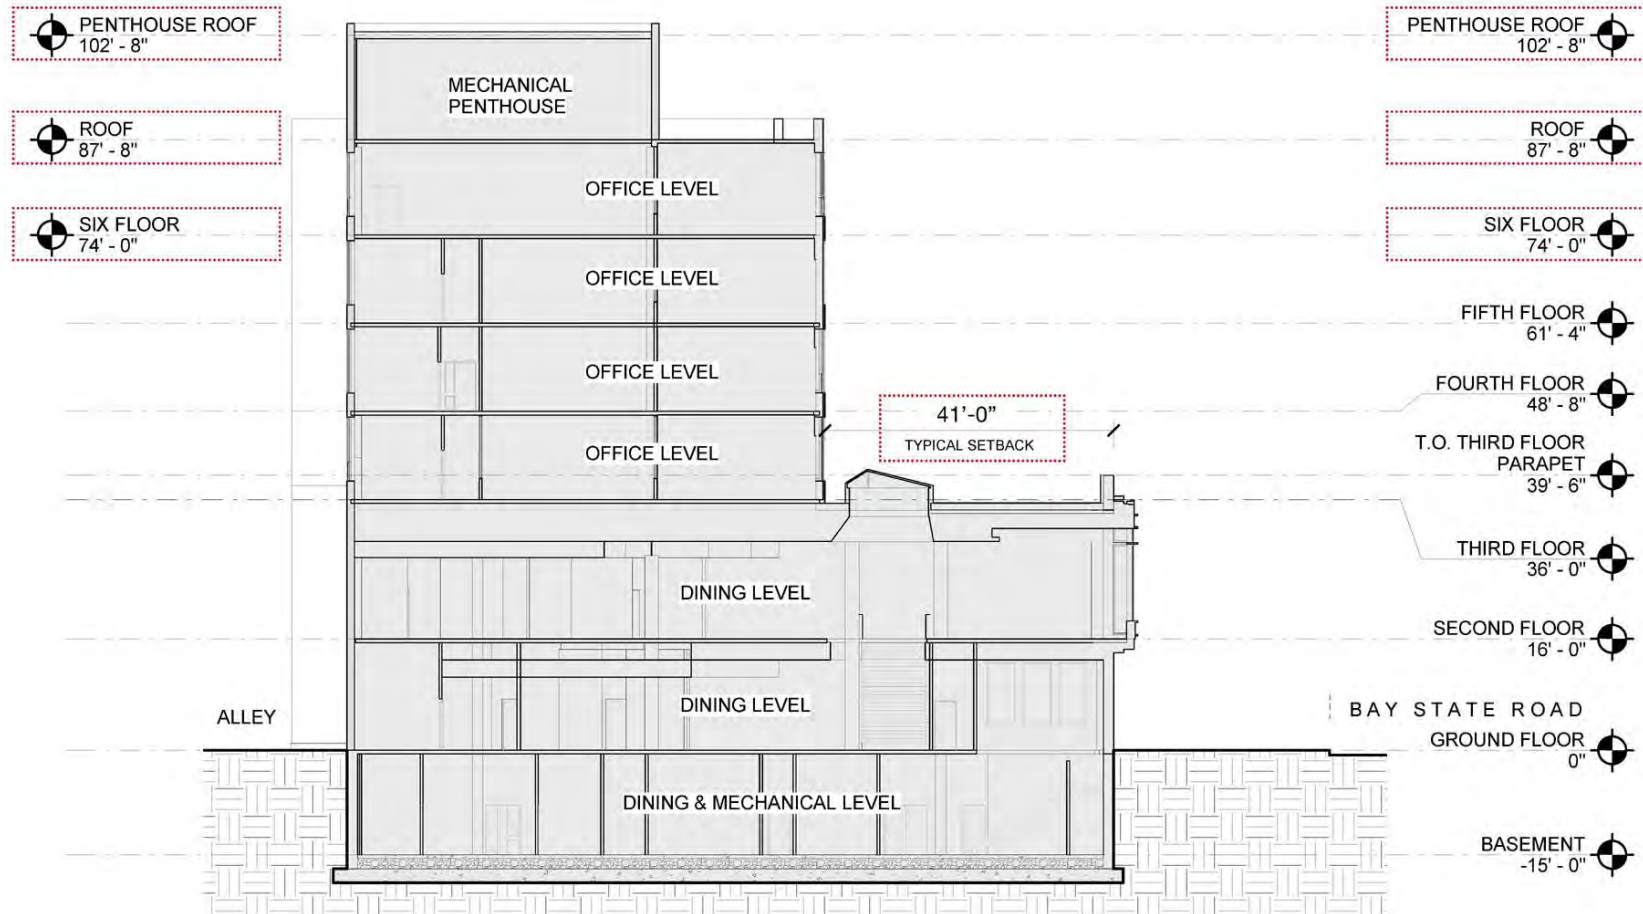 PENTHOUSE ROOF
102' - 8"
PENTHOUSE ROOF
102' - 8"
MECHANICAL
PENTHOUSE
ROOF
87' - 8"
ROOF
87' - 8"
OFFICE LEVEL
SIX FLOOR
74' - 0"
SIX FLOOR
74' - 0"
OFFICE LEVEL
FIFTH FLOOR
61' - 4"
OFFICE LEVEL
FOURTH FLOOR
48' - 8"
41'-0"
TYPICAL SETBACK
OFFICE LEVEL
T.O. THIRD FLOOR
PARAPET
39' - 6"
THIRD FLOOR
36' - 0"
DINING LEVEL
SECOND FLOOR
16' - 0"
DINING LEVEL
ALLEY
BAY STATE ROAD
GROUND FLOOR
0"
DINING & MECHANICAL LEVEL
BASEMENT
-15' - 0"